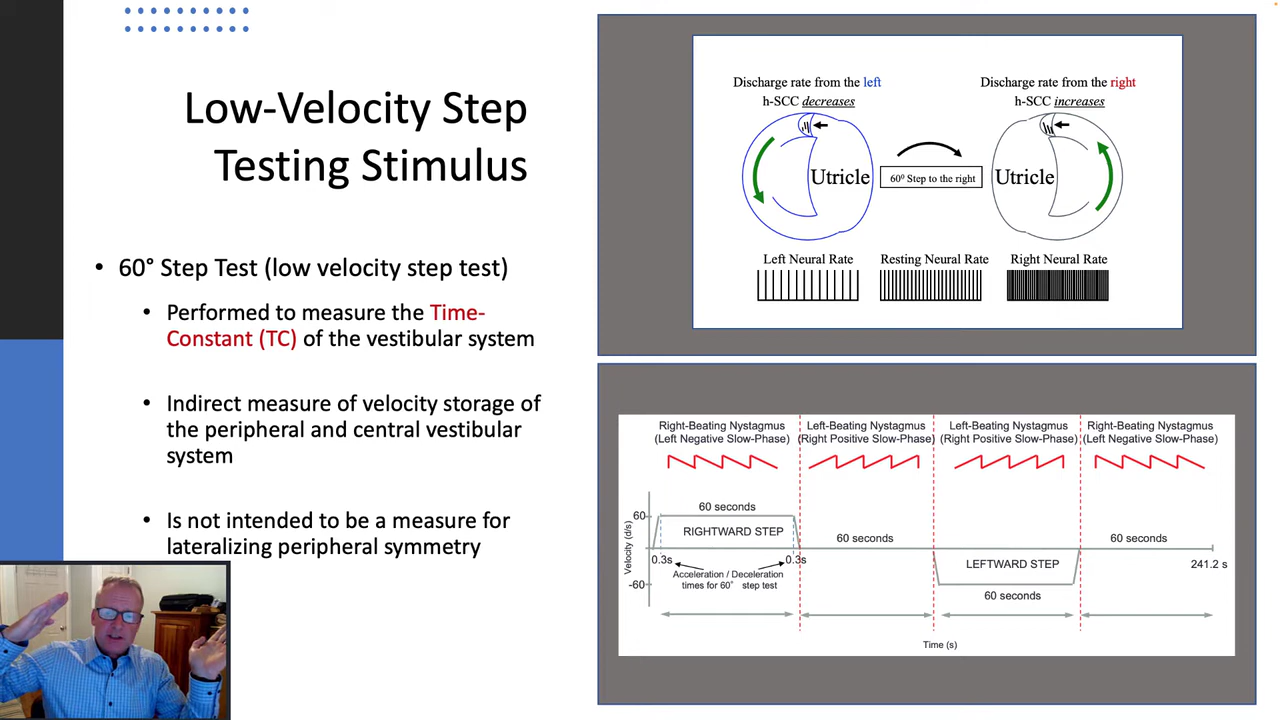 Low-Velocity Step
Testing Stimulus
• 60° Step Test (low velocity step test)
• Performed to measure the Time-
Constant (TC) of the vestibular system
• Indirect measure of velocity storage of
the peripheral and central vestibular
system
• Is not intended to be a measure for
lateralizing peripheral symmetry
Discharge rate from the left
h-SCC decreases
Discharge rate from the right
h-SCC increases
Utricle
60⁰ Step to the right
Utricle
Left Neural Rate
Resting Neural Rate
Right Neural Rate
Right-Beating Nystagmus
(Left Negative Slow-Phase)
Left-Beating Nystagmus
(Right Positive Slow-Phase)
Left-Beating Nystagmus
(Right Positive Slow-Phase)
Right-Beating Nystagmus
(Left Negative Slow-Phase)
Velocity (d/s)
60
-60
60 seconds
RIGHTWARD STEP
0.3s
0.3s
Acceleration / Deceleration
times for 60° step test
60 seconds
LEFTWARD STEP
60 seconds
60 seconds
241.2 s
Time (s)